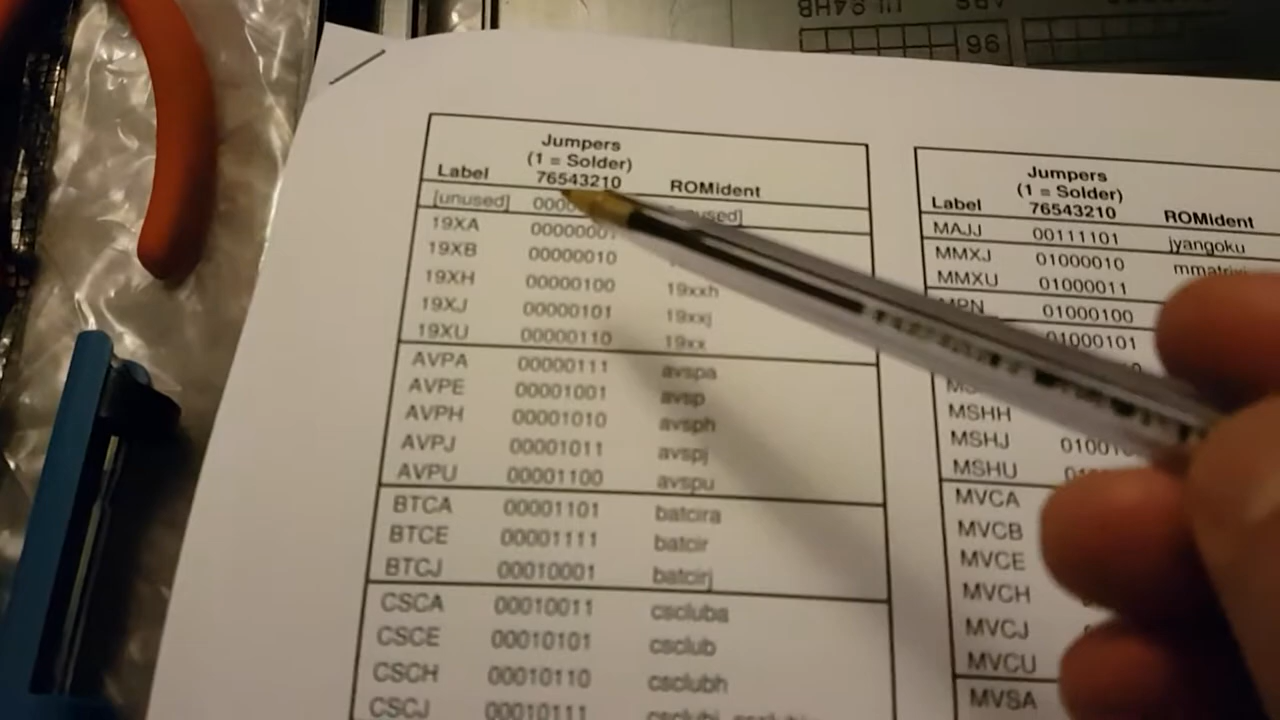 96
Jumpers
(1 = Solder)
Label 76543210 ROMident
[unused]
19XA
19XB 00000010
19XH 00000100 19xxh
19XJ 00000101 19xxj
19XU 00000110 19xx
AVPA 00000111 avspa
AVPE 00001001 avsp
AVPH 00001010 avsph
AVPJ 00001011 avspj
AVPU 00001100 avspu
BTCA 00001101 batcira
BTCE 00001111 batcir
BTCJ 00010001 batcirj
CSCA 00010011 cscluba
CSCE 00010101 csclub
CSCH 00010110 csclubh
CSCJ 00010111
Jumpers
(1 = Solder)
Label 76543210 ROMident
MAJJ 00111101 jyangoku
MMXJ 01000010
MMXU 01000011
01000100
01000101
MSHH
MSHJ
MSHU
MVCA
MVCB
MVCE
MVCH
MVCJ
MVCU
MVSA